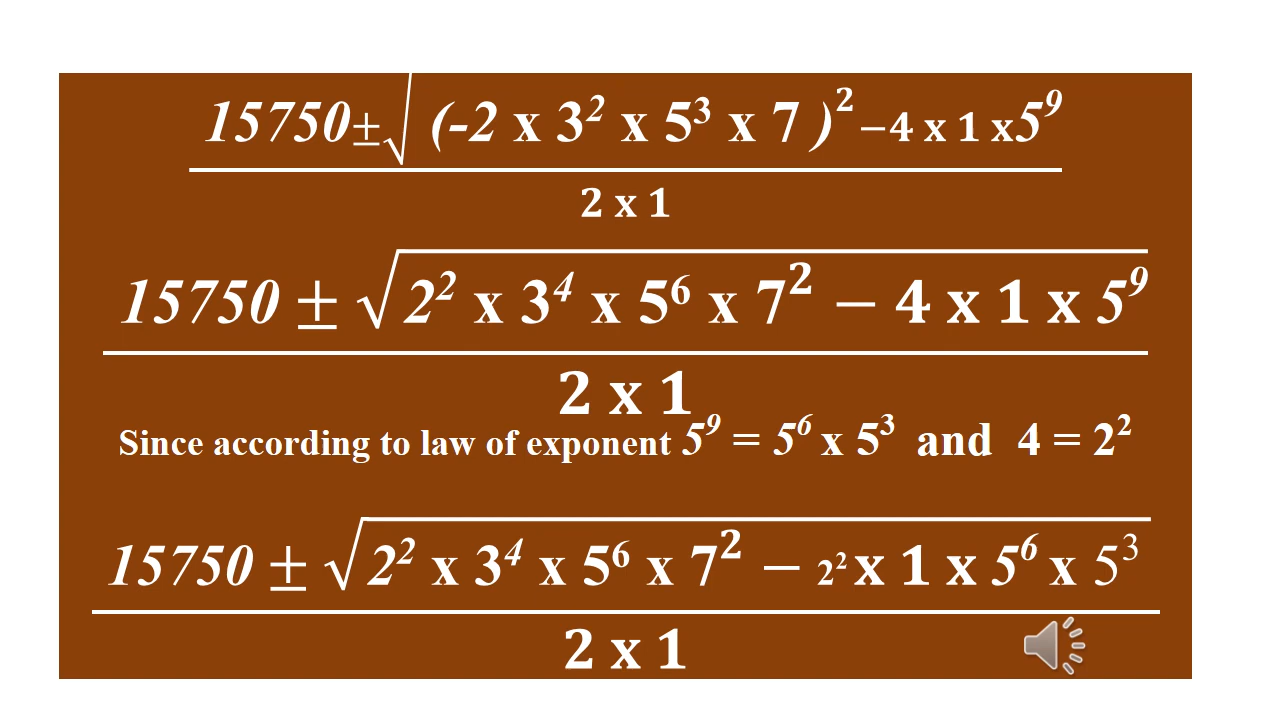 15750±√(-2 x 3² x 5³ x 7 )² −4 x 1 x5⁹
2 x 1
15750 ± √2² x 3⁴ x 5⁶ x 7² − 4 x 1 x 5⁹
2 x 1
Since according to law of exponent 5⁹ = 5⁶ x 5³ and 4 = 2²
15750 ± √2² x 3⁴ x 5⁶ x 7² − 2² x 1 x 5⁶ x 5³
2 x 1